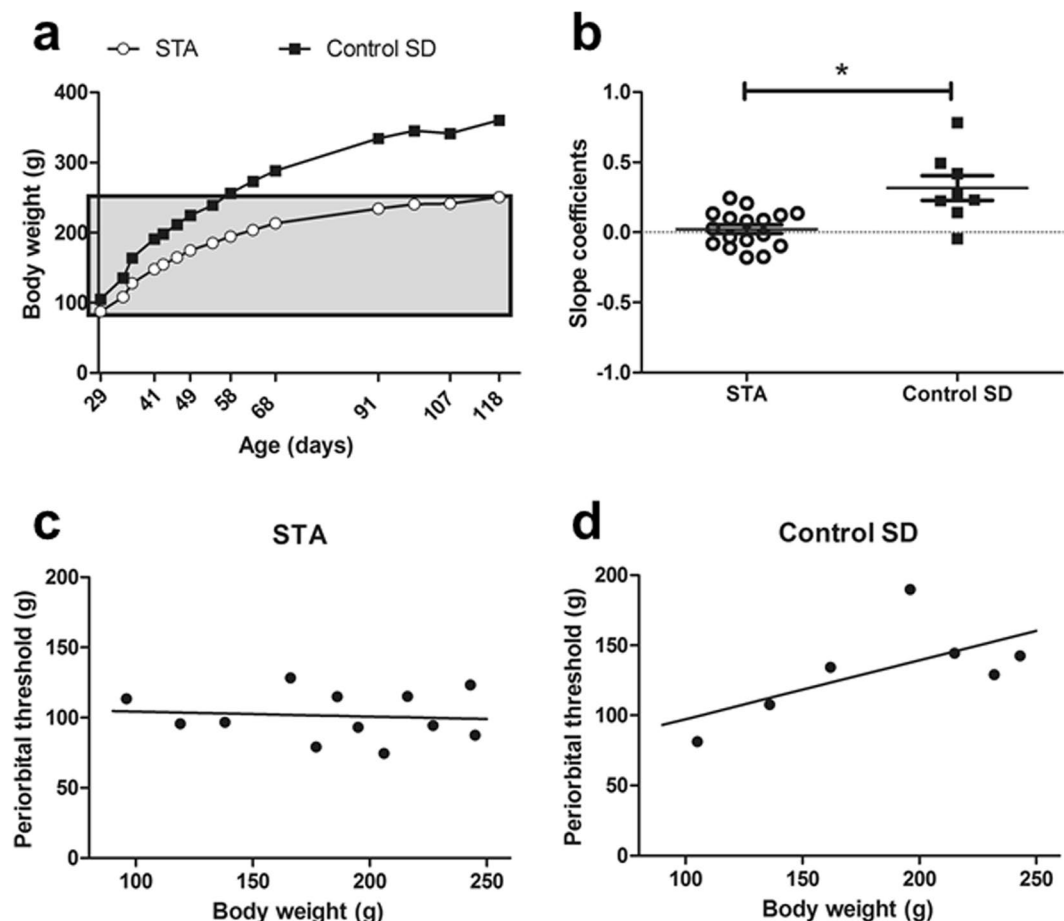 a
STA
Control SD
Body weight (g)
400
300
200
100
0
29
41
49
58
68
91
107
118
Age (days)
b
*
Slope coefficients
1.0
0.5
0.0
-0.5
-1.0
STA
Control SD
c
STA
Periorbital threshold (g)
200
150
100
50
0
100
150
200
250
Body weight (g)
d
Control SD
Periorbital threshold (g)
200
150
100
50
0
100
150
200
250
Body weight (g)